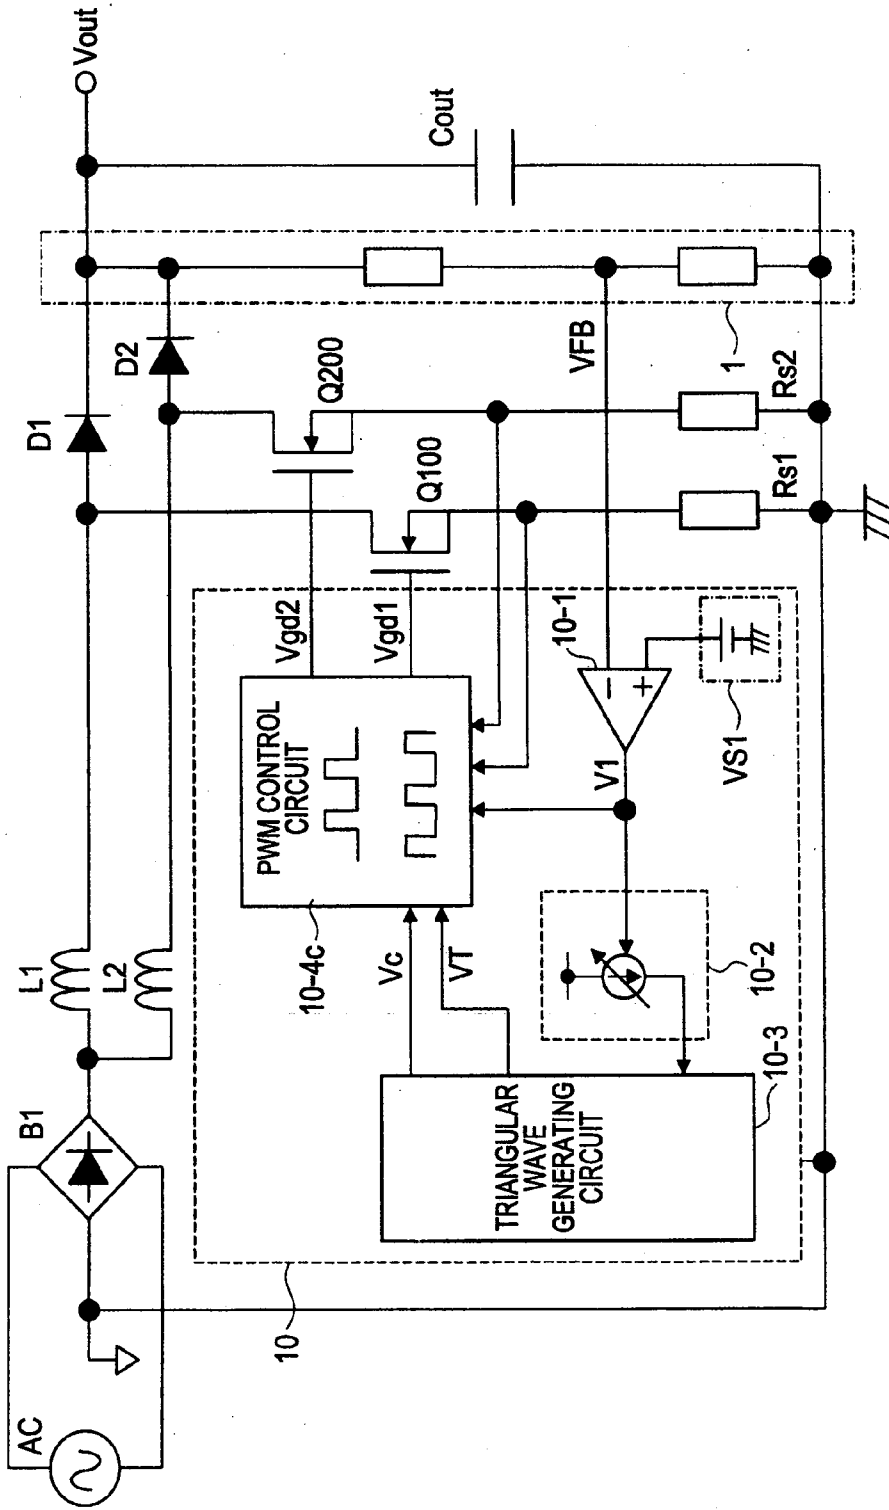 AC
B1
L1
L2
D1
D2
Vout
Q200
Q100
Cout
Vgd2
Vgd1
PWM CONTROL
CIRCUIT
10-4c
Vc
VT
VFB
10-1
−
+
V1
VS1
10-2
10-3
TRIANGULAR
WAVE
GENERATING
CIRCUIT
10
1
Rs1
Rs2